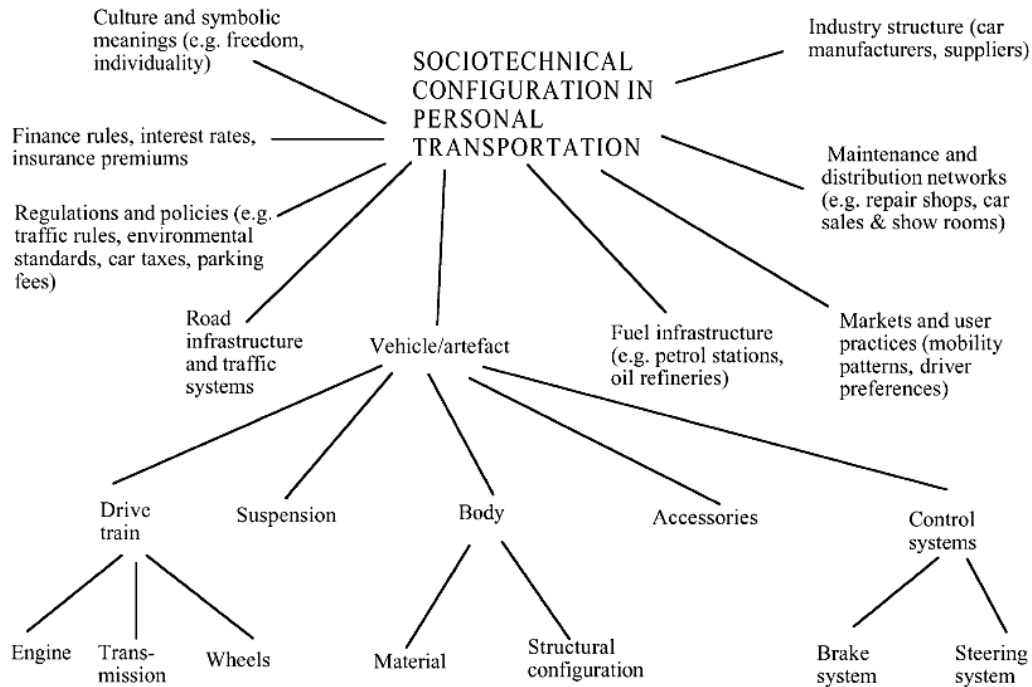 Culture and symbolic
meanings (e.g. freedom,
individuality)
SOCIOTECHNICAL
CONFIGURATION IN
PERSONAL
TRANSPORTATION
Industry structure (car
manufacturers, suppliers)
Finance rules, interest rates,
insurance premiums
Maintenance and
distribution networks
(e.g. repair shops, car
sales & show rooms)
Regulations and policies (e.g.
traffic rules, environmental
standards, car taxes, parking
fees)
Road
infrastructure
and traffic
systems
Vehicle/artefact
Fuel infrastructure
(e.g. petrol stations,
oil refineries)
Markets and user
practices (mobility
patterns, driver
preferences)
Drive
train
Suspension
Body
Accessories
Control
systems
Engine
Trans-
mission
Wheels
Material
Structural
configuration
Brake
system
Steering
system